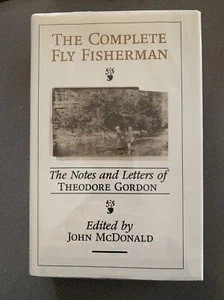 THE COMPLETE
FLY FISHERMAN
The Notes and Letters of
THEODORE GORDON
Edited by
JOHN McDONALD